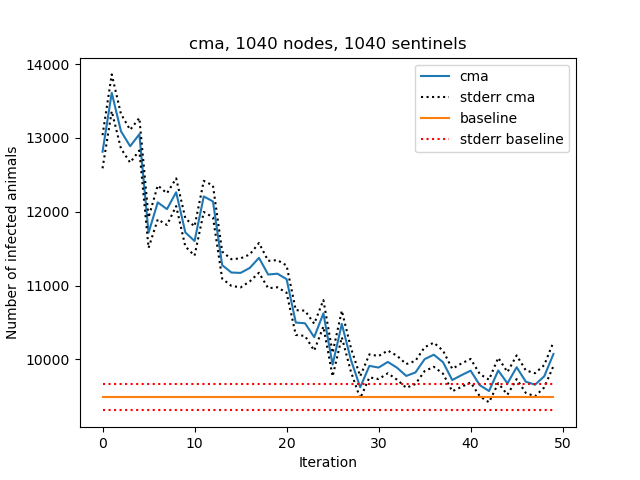 cma, 1040 nodes, 1040 sentinels
14000
13000
12000
11000
10000
Number of infected animals
cma
stderr cma
baseline
stderr baseline
0
10
20
30
40
50
Iteration